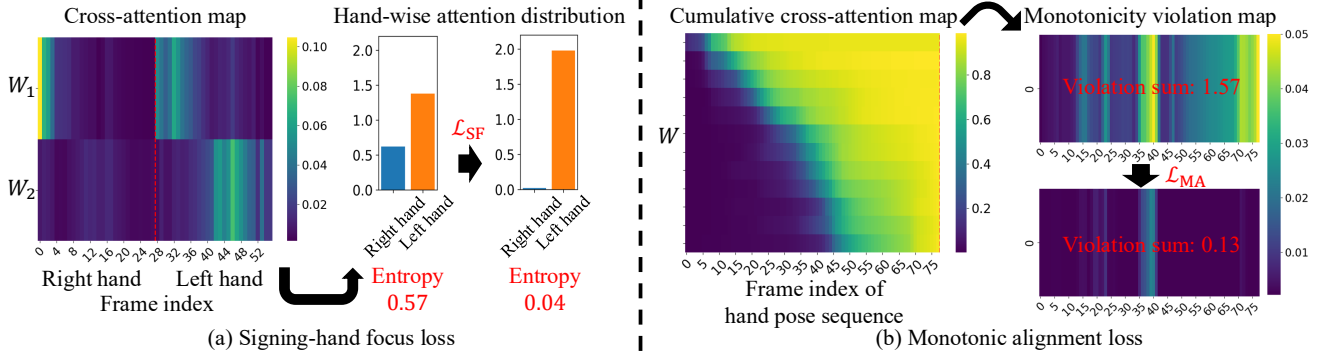 Cross-attention map
W₁
W₂
0 4 8 12 16 20 24 28 32 36 40 44 48 52
0.10
0.08
0.06
0.04
0.02
Right hand Left hand
Frame index
Hand-wise attention distribution
2.0
1.5
1.0
0.5
0.0
Right hand
Left hand
Entropy
0.57
ℒSF
2.0
1.5
1.0
0.5
0.0
Right hand
Left hand
Entropy
0.04
(a) Signing-hand focus loss
Cumulative cross-attention map
W
0 5 10 15 20 25 30 35 40 45 50 55 60 65 70 75
0.8
0.6
0.4
0.2
Frame index of
hand pose sequence
Monotonicity violation map
0
Violation sum: 1.57
0 5 10 15 20 25 30 35 40 45 50 55 60 65 70 75
ℒMA
0
Violation sum: 0.13
0 5 10 15 20 25 30 35 40 45 50 55 60 65 70 75
0.05
0.04
0.03
0.02
0.01
(b) Monotonic alignment loss